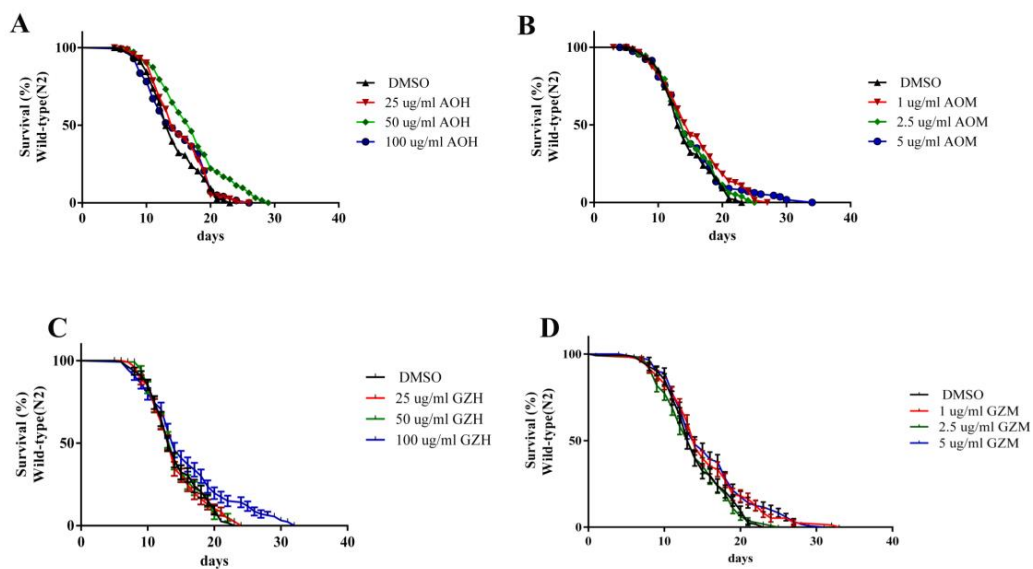 A
100
50
0
0 10 20 30 40
days
Survival (%)
Wild-type(N2)
DMSO
25 ug/ml AOH
50 ug/ml AOH
100 ug/ml AOH
B
100
50
0
0 10 20 30 40
days
Survival (%)
Wild-type(N2)
DMSO
1 ug/ml AOM
2.5 ug/ml AOM
5 ug/ml AOM
C
100
50
0
0 10 20 30 40
days
Survival (%)
Wild-type(N2)
DMSO
25 ug/ml GZH
50 ug/ml GZH
100 ug/ml GZH
D
100
50
0
0 10 20 30 40
days
Survival (%)
Wild-type(N2)
DMSO
1 ug/ml GZM
2.5 ug/ml GZM
5 ug/ml GZM